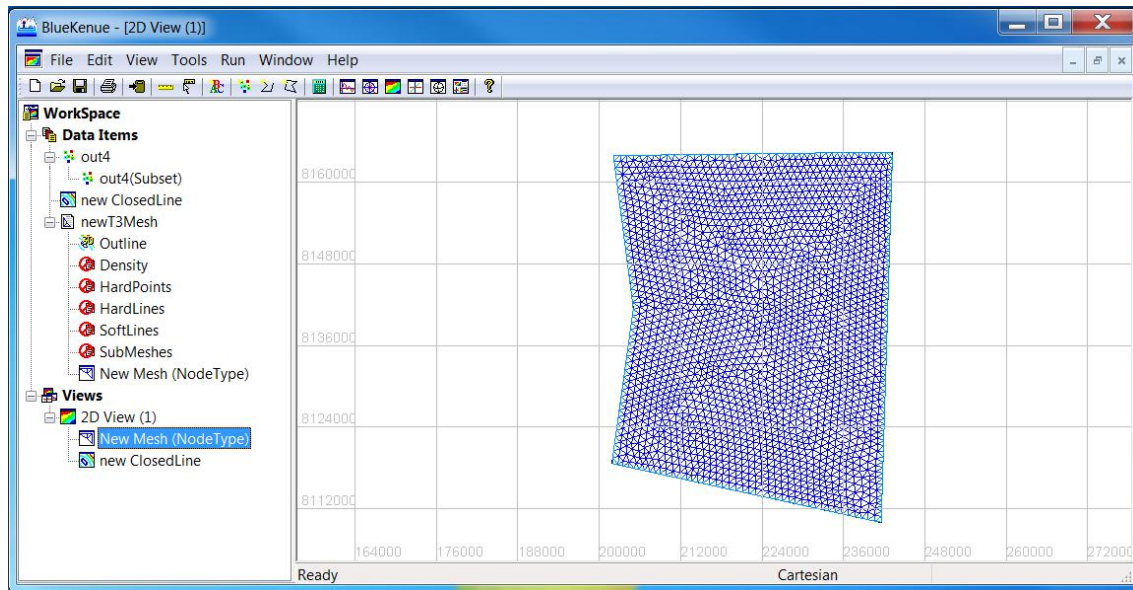 BlueKenue - [2D View (1)]
File Edit View Tools Run Window Help
WorkSpace
Data Items
out4
out4(Subset)
new ClosedLine
newT3Mesh
Outline
Density
HardPoints
HardLines
SoftLines
SubMeshes
New Mesh (NodeType)
Views
2D View (1)
New Mesh (NodeType)
new ClosedLine
8160000
8148000
8136000
8124000
8112000
164000 176000 188000 200000 212000 224000 236000 248000 260000 272000
Ready Cartesian